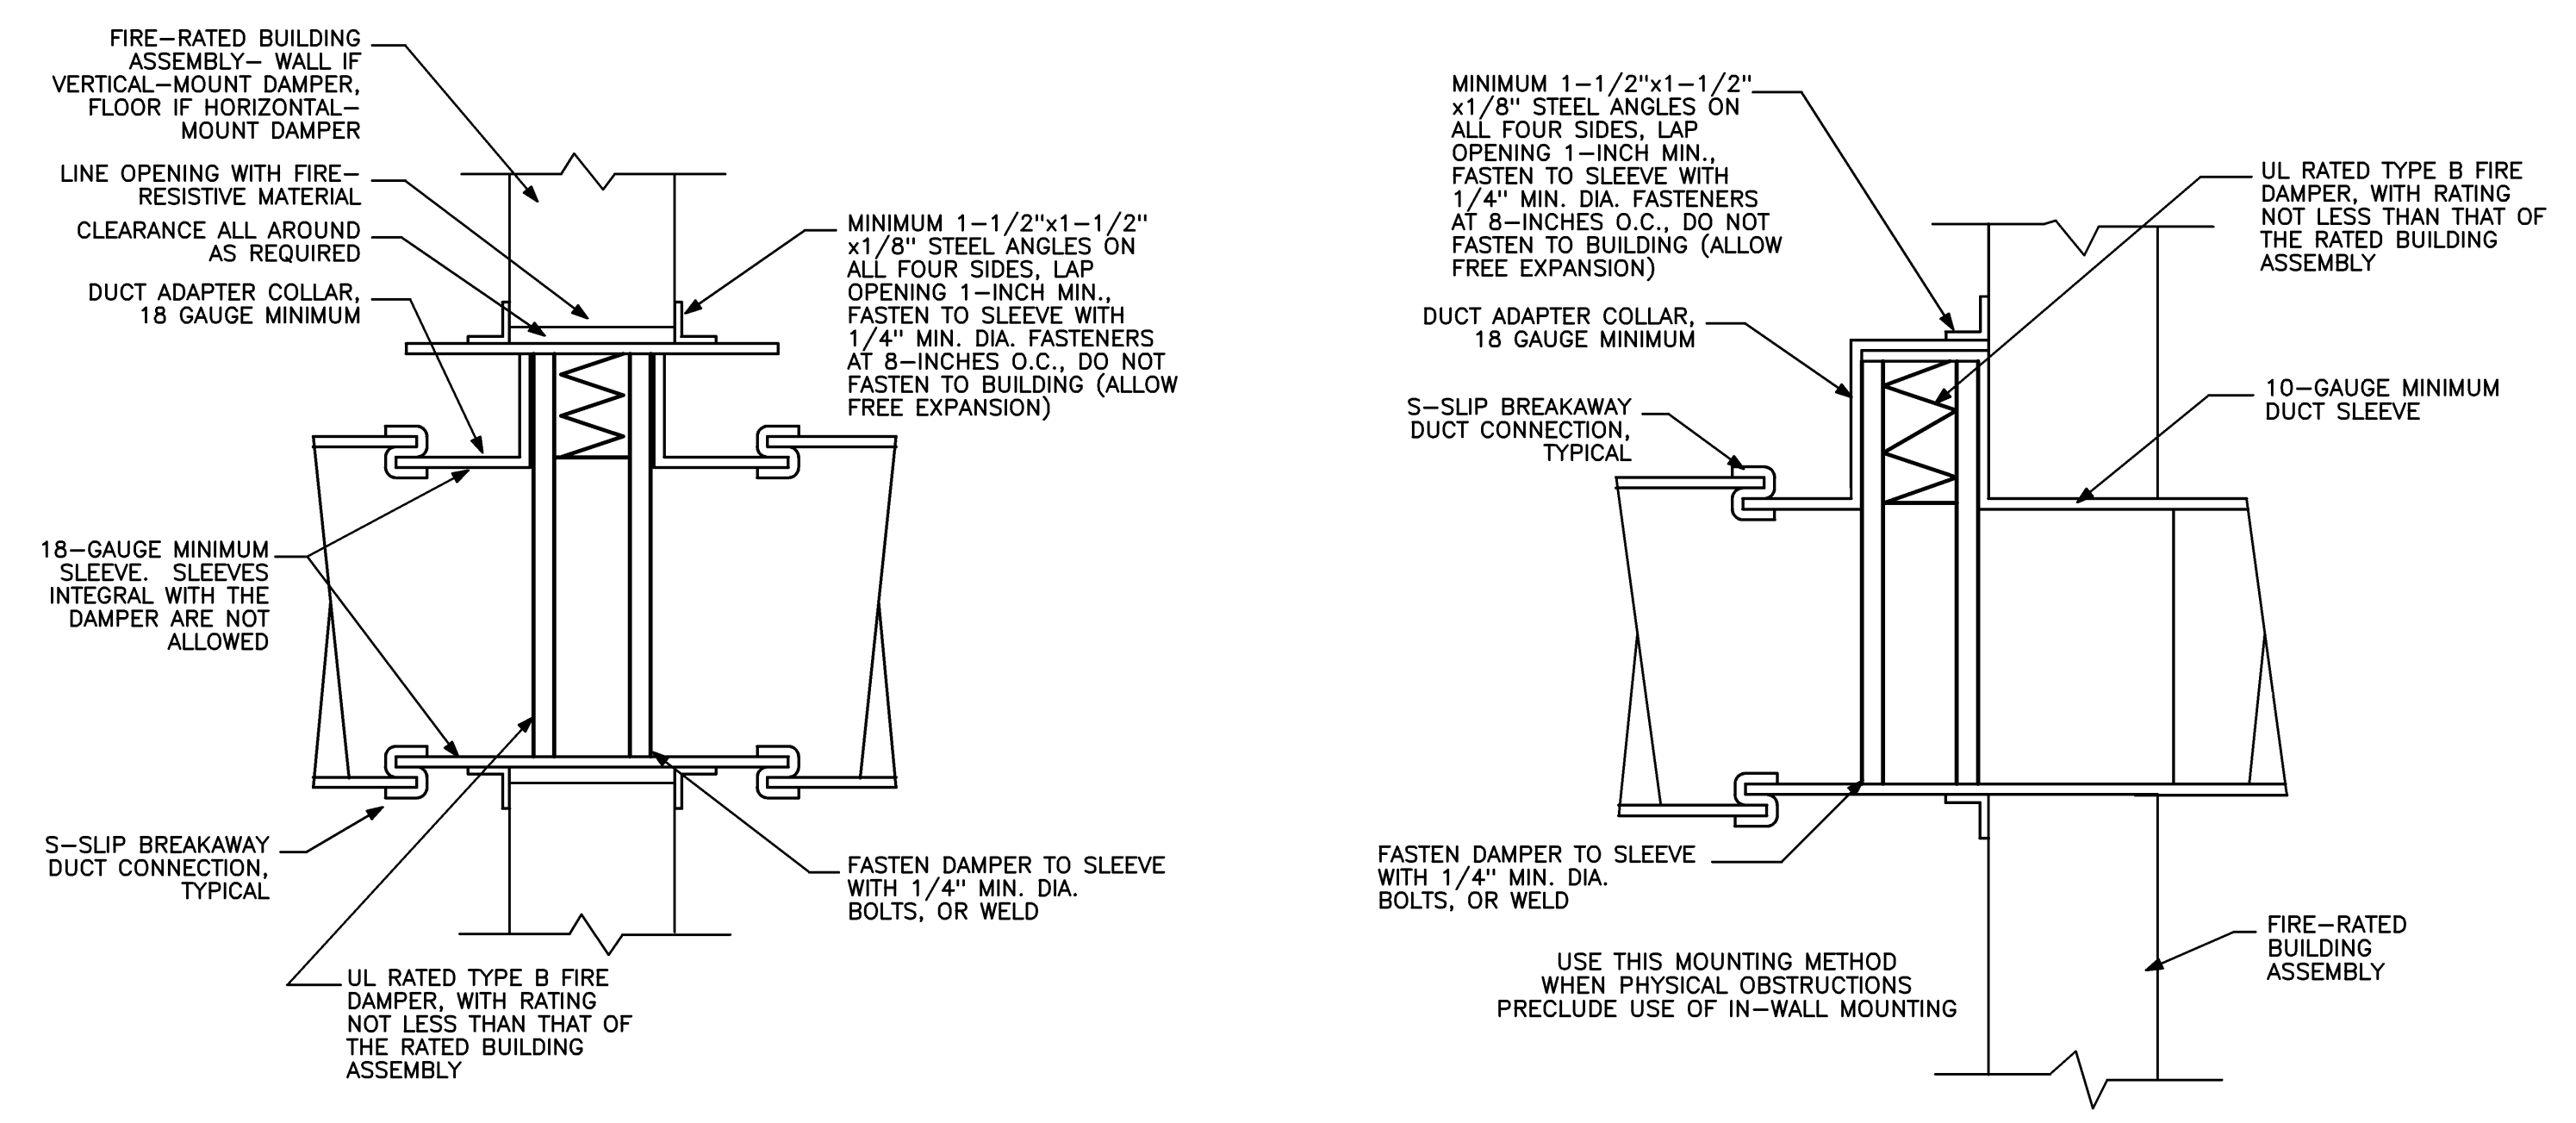 FIRE-RATED BUILDING
ASSEMBLY- WALL IF
VERTICAL-MOUNT DAMPER,
FLOOR IF HORIZONTAL-
MOUNT DAMPER
LINE OPENING WITH FIRE-
RESISTIVE MATERIAL
CLEARANCE ALL AROUND
AS REQUIRED
DUCT ADAPTER COLLAR,
18 GAUGE MINIMUM
MINIMUM 1-1/2"x1-1/2"
x1/8" STEEL ANGLES ON
ALL FOUR SIDES, LAP
OPENING 1-INCH MIN.,
FASTEN TO SLEEVE WITH
1/4" MIN. DIA. FASTENERS
AT 8-INCHES O.C., DO NOT
FASTEN TO BUILDING (ALLOW
FREE EXPANSION)
18-GAUGE MINIMUM
SLEEVE. SLEEVES
INTEGRAL WITH THE
DAMPER ARE NOT
ALLOWED
S-SLIP BREAKAWAY
DUCT CONNECTION,
TYPICAL
FASTEN DAMPER TO SLEEVE
WITH 1/4" MIN. DIA.
BOLTS, OR WELD
UL RATED TYPE B FIRE
DAMPER, WITH RATING
NOT LESS THAN THAT OF
THE RATED BUILDING
ASSEMBLY
MINIMUM 1-1/2"x1-1/2"
x1/8" STEEL ANGLES ON
ALL FOUR SIDES, LAP
OPENING 1-INCH MIN.,
FASTEN TO SLEEVE WITH
1/4" MIN. DIA. FASTENERS
AT 8-INCHES O.C., DO NOT
FASTEN TO BUILDING (ALLOW
FREE EXPANSION)
UL RATED TYPE B FIRE
DAMPER, WITH RATING
NOT LESS THAN THAT OF
THE RATED BUILDING
ASSEMBLY
DUCT ADAPTER COLLAR,
18 GAUGE MINIMUM
S-SLIP BREAKAWAY
DUCT CONNECTION,
TYPICAL
10-GAUGE MINIMUM
DUCT SLEEVE
FASTEN DAMPER TO SLEEVE
WITH 1/4" MIN. DIA.
BOLTS, OR WELD
FIRE-RATED
BUILDING
ASSEMBLY
USE THIS MOUNTING METHOD
WHEN PHYSICAL OBSTRUCTIONS
PRECLUDE USE OF IN-WALL MOUNTING